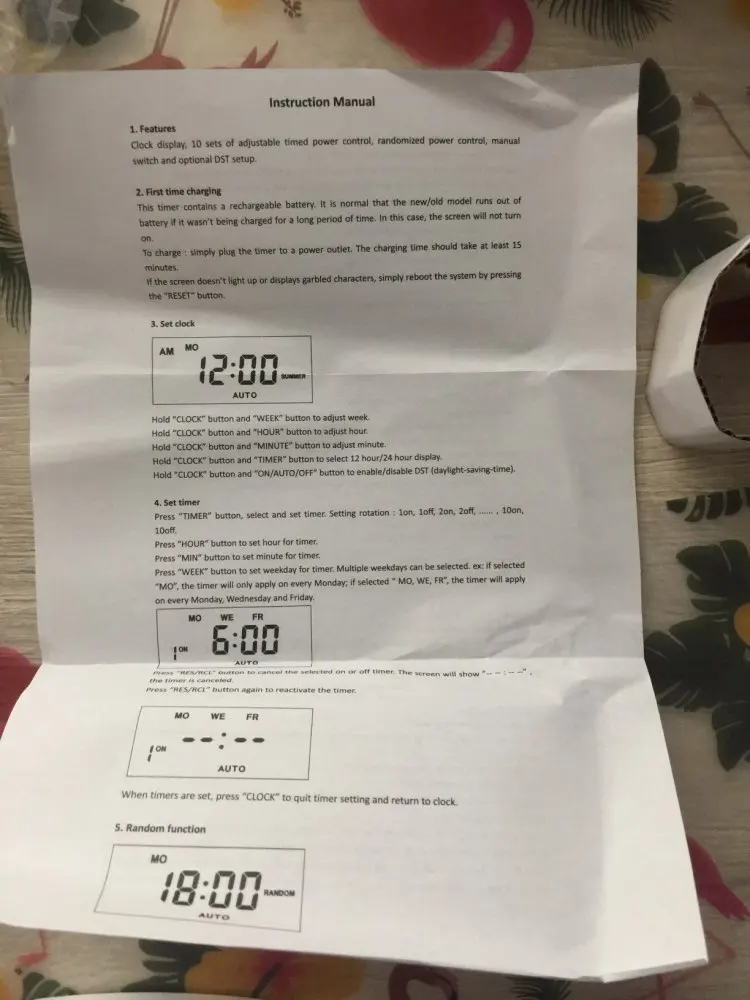 Instruction Manual
1. Features
Clock display, 10 sets of adjustable timed power control, randomized power control, manual
switch and optional DST setup.
2. First time charging
This timer contains a rechargeable battery. It is normal that the new/old model runs out of
battery if it wasn't being charged for a long period of time. In this case, the screen will not turn
on.
To charge : simply plug the timer to a power outlet. The charging time should take at least 15
minutes.
If the screen doesn't light up or displays garbled characters, simply reboot the system by pressing
the "RESET" button.
3. Set clock
AM MO
12:00 SUMMER
AUTO
Hold "CLOCK" button and "WEEK" button to adjust week.
Hold "CLOCK" button and "HOUR" button to adjust hour.
Hold "CLOCK" button and "MINUTE" button to adjust minute.
Hold "CLOCK" button and "TIMER" button to select 12 hour/24 hour display.
Hold "CLOCK" button and "ON/AUTO/OFF" button to enable/disable DST (daylight-saving-time).
4. Set timer
Press "TIMER" button, select and set timer. Setting rotation : 1on, 1off, 2on, 2off, ...... , 10on,
10off.
Press "HOUR" button to set hour for timer.
Press "MIN" button to set minute for timer.
Press "WEEK" button to set weekday for timer. Multiple weekdays can be selected. ex: if selected
"MO", the timer will only apply on every Monday; if selected " MO, WE, FR", the timer will apply
on every Monday, Wednesday and Friday.
MO WE FR
1 ON 6:00
AUTO
Press "RES/RCL" button to cancel the selected on or off timer. The screen will show "-- -- : -- --" ,
the timer is canceled.
Press "RES/RCL" button again to reactivate the timer.
MO WE FR
1 ON --:--
AUTO
When timers are set, press "CLOCK" to quit timer setting and return to clock.
5. Random function
MO
18:00 RANDOM
AUTO